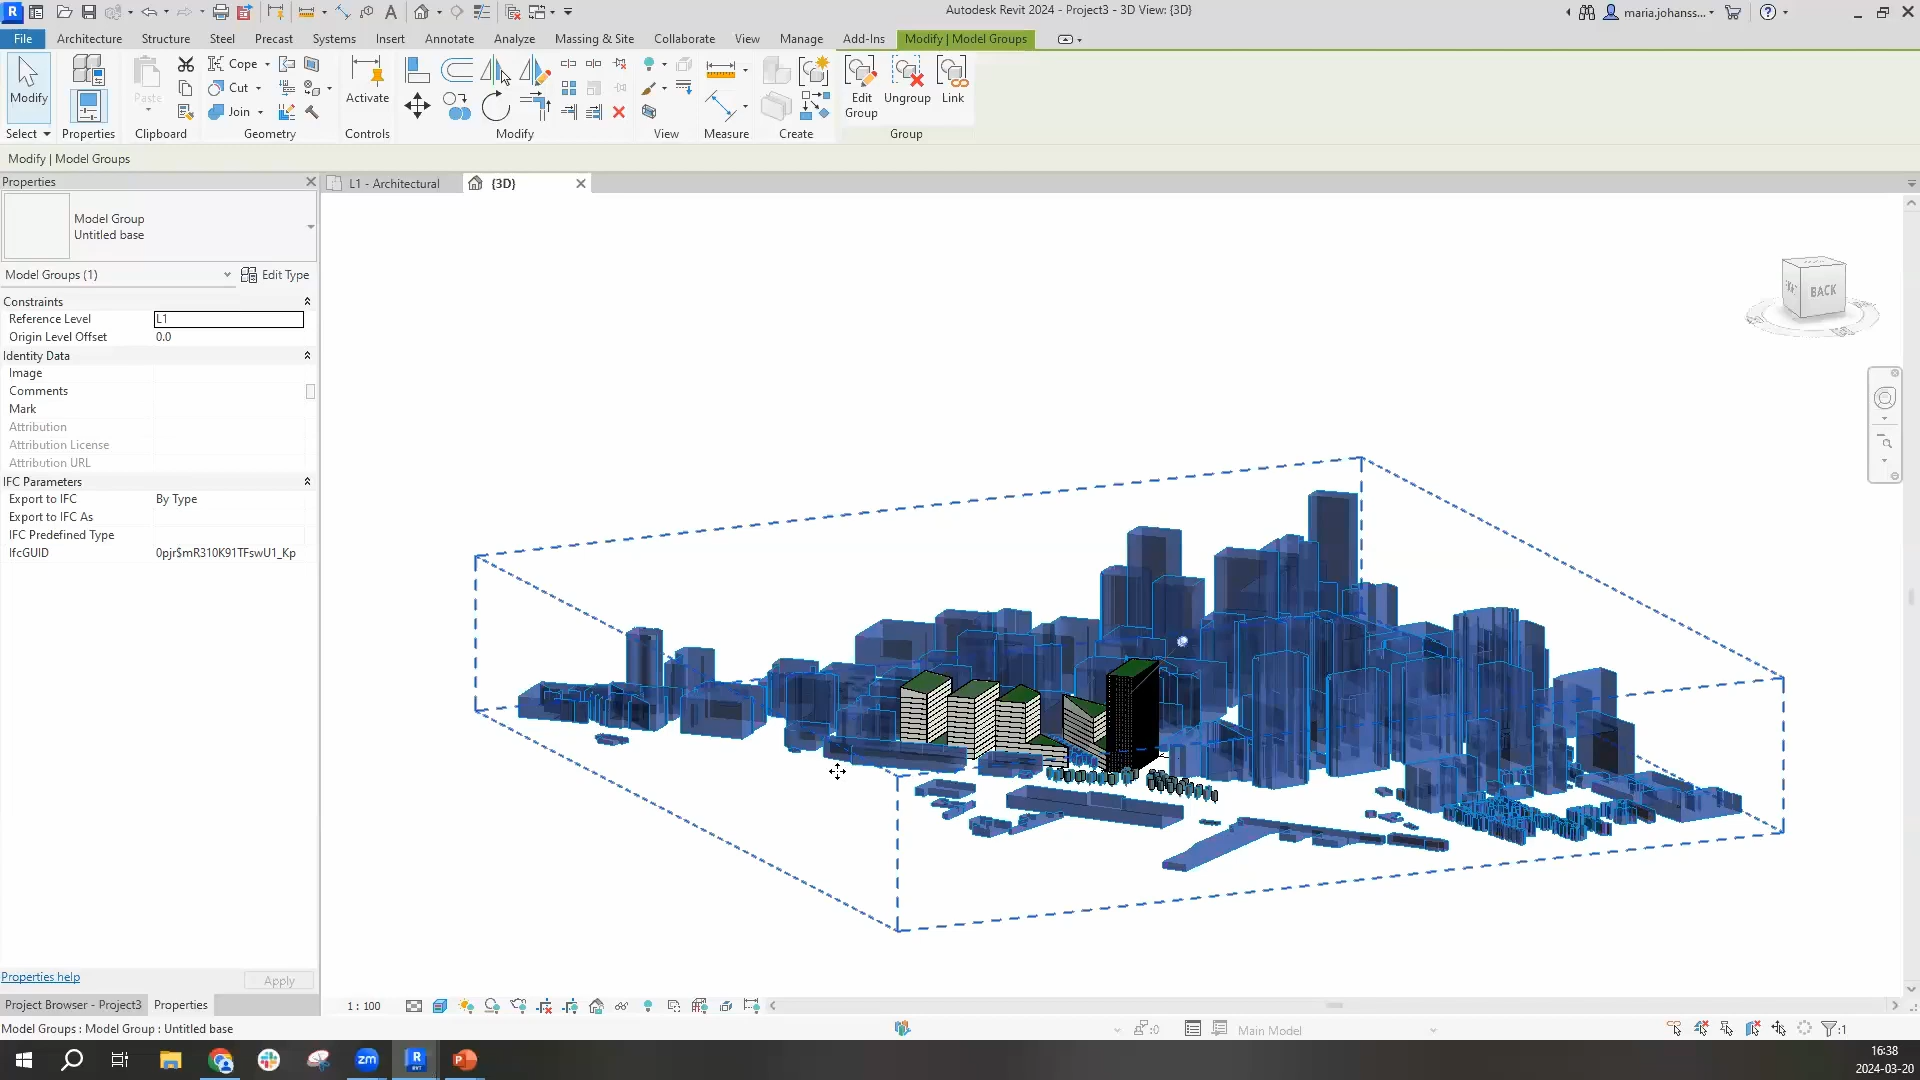 Autodesk Revit 2024 - Project3 - 3D View: {3D}
maria.johanss...
File Architecture Structure Steel Precast Systems Insert Annotate Analyze Massing & Site Collaborate View Manage Add-Ins Modify | Model Groups
Modify
Select
Properties
Paste
Clipboard
Cope
Cut
Join
Geometry
Activate
Controls
Modify
View
Measure
Create
Edit Group
Ungroup
Link
Group
Modify | Model Groups
Properties
L1 - Architectural
{3D}
Model Group
Untitled base
Model Groups (1)
Edit Type
Constraints
Reference Level L1
Origin Level Offset 0.0
Identity Data
Image
Comments
Mark
Attribution
Attribution License
Attribution URL
IFC Parameters
Export to IFC By Type
Export to IFC As
IFC Predefined Type
IfcGUID 0pjr$mR310K91TFswU1_Kp
BACK
Properties help
Apply
Project Browser - Project3
Properties
1 : 100
Model Groups : Model Group : Untitled base
:0
Main Model
:1
zm
R
RVT
P
16:38
2024-03-20